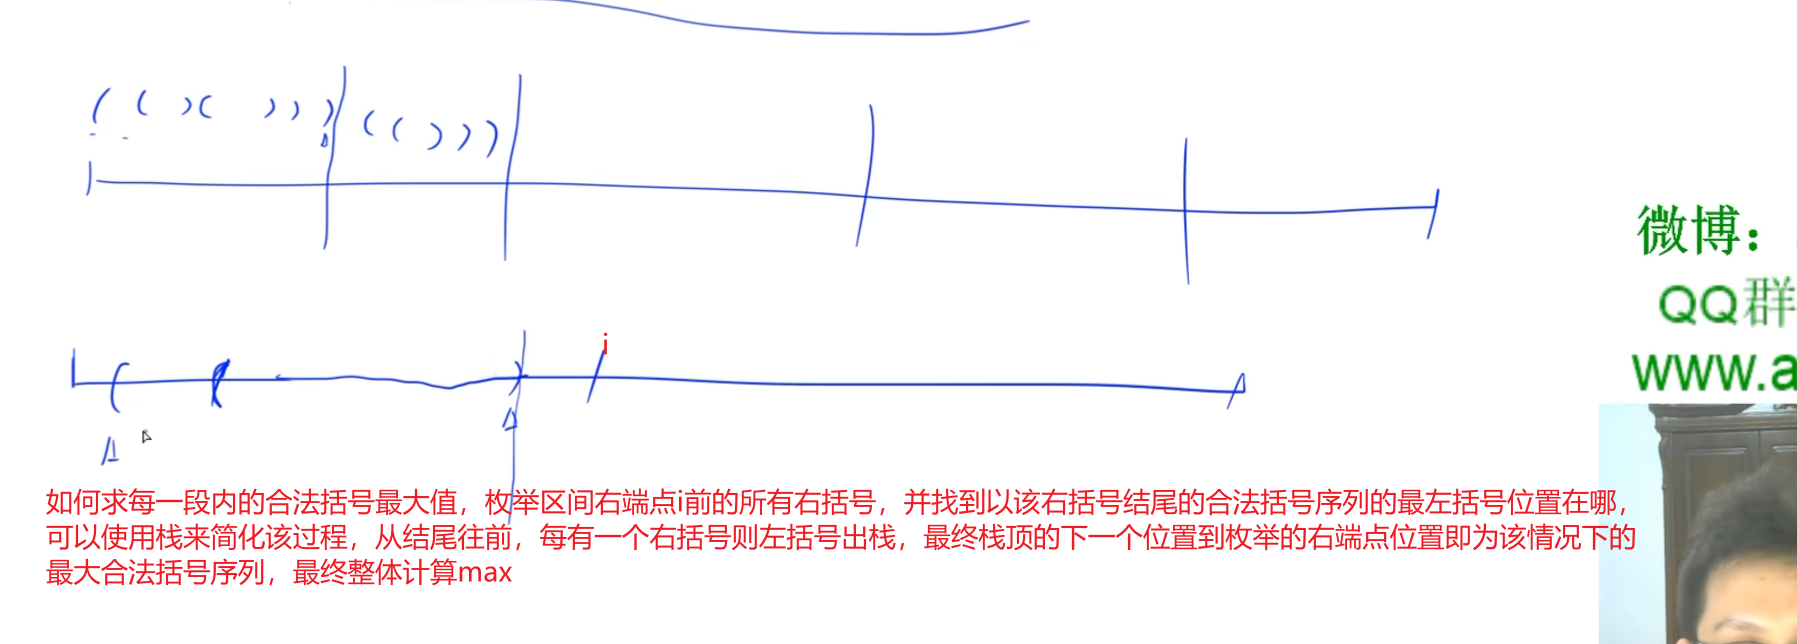 ( ( )( ) ) )
( ( ) ) )
微博：
QQ群
www.a
i
如何求每一段内的合法括号最大值，枚举区间右端点i前的所有右括号，并找到以该右括号结尾的合法括号序列的最左括号位置在哪，
可以使用栈来简化该过程，从结尾往前，每有一个右括号则左括号出栈，最终栈顶的下一个位置到枚举的右端点位置即为该情况下的
最大合法括号序列，最终整体计算max